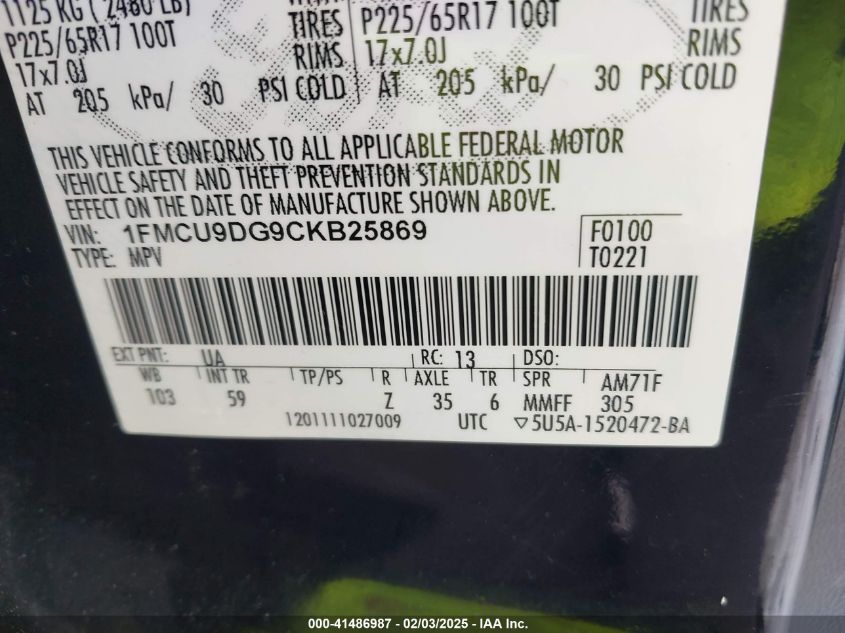 1125 KG ( 2480 LB) TIRES TIRES
P225/65R17 100T RIMS P225/65R17 100T RIMS
17x7.0J 17x7.0J
AT 205 kPa/ 30 PSI COLD AT 205 kPa/ 30 PSI COLD
THIS VEHICLE CONFORMS TO ALL APPLICABLE FEDERAL MOTOR
VEHICLE SAFETY AND THEFT PREVENTION STANDARDS IN
EFFECT ON THE DATE OF MANUFACTURE SHOWN ABOVE.
VIN: 1FMCU9DG9CKB25869 F0100
TYPE: MPV T0221
EXT PNT: UA RC: 13 DSO:
WB INT TR TP/PS R AXLE TR SPR AM71F
103 59 Z 35 6 MMFF 305
1201111027009 UTC ▽5U5A-1520472-BA
000-41486987 - 02/03/2025 - COPYRIGHT © 2025 IAA, Inc.